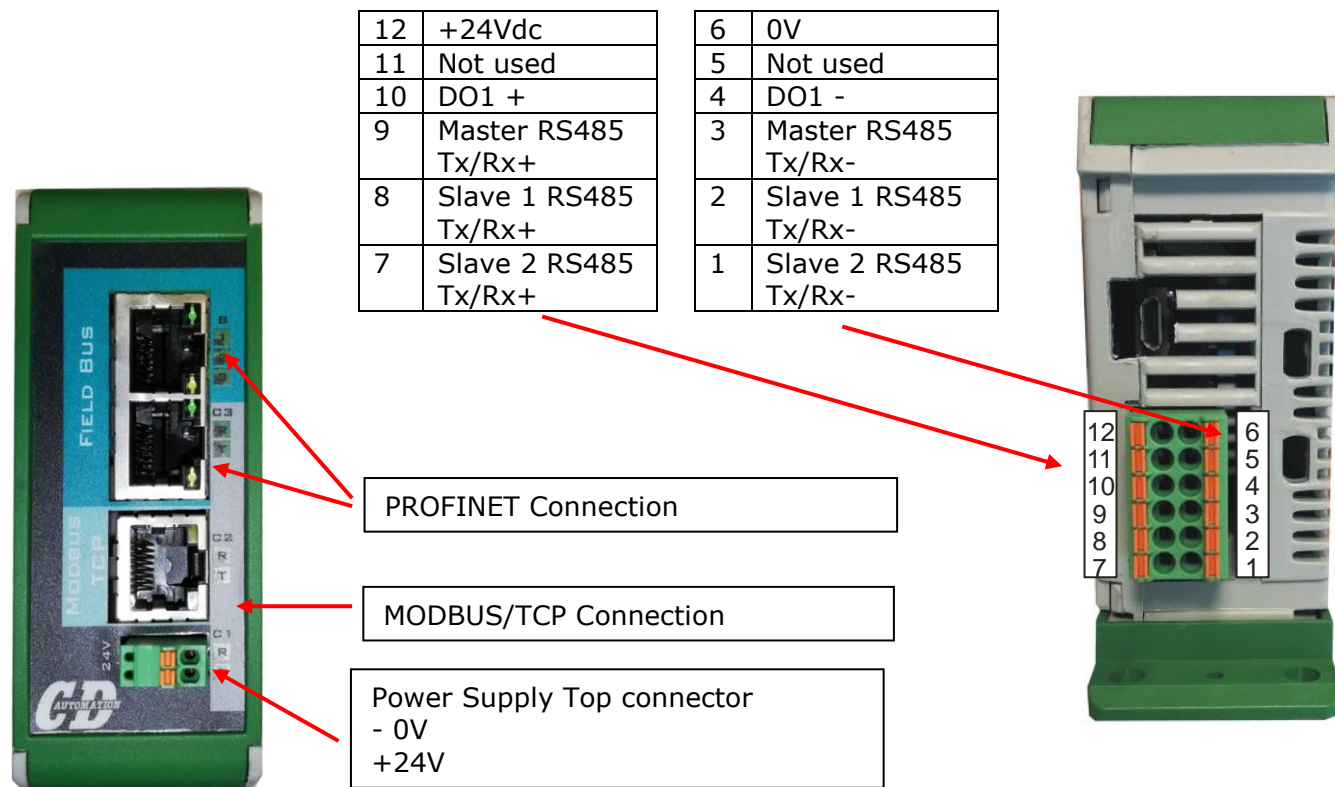 12 +24Vdc
11 Not used
10 DO1 +
9 Master RS485
Tx/Rx+
8 Slave 1 RS485
Tx/Rx+
7 Slave 2 RS485
Tx/Rx+
6 0V
5 Not used
4 DO1 -
3 Master RS485
Tx/Rx-
2 Slave 1 RS485
Tx/Rx-
1 Slave 2 RS485
Tx/Rx-
FIELD BUS
C3
R
T
MODBUS
TCP
C2
R
T
C1
R
24V
CD
AUTOMATION
PROFINET Connection
MODBUS/TCP Connection
Power Supply Top connector
- 0V
+24V
12
11
10
9
8
7
6
5
4
3
2
1